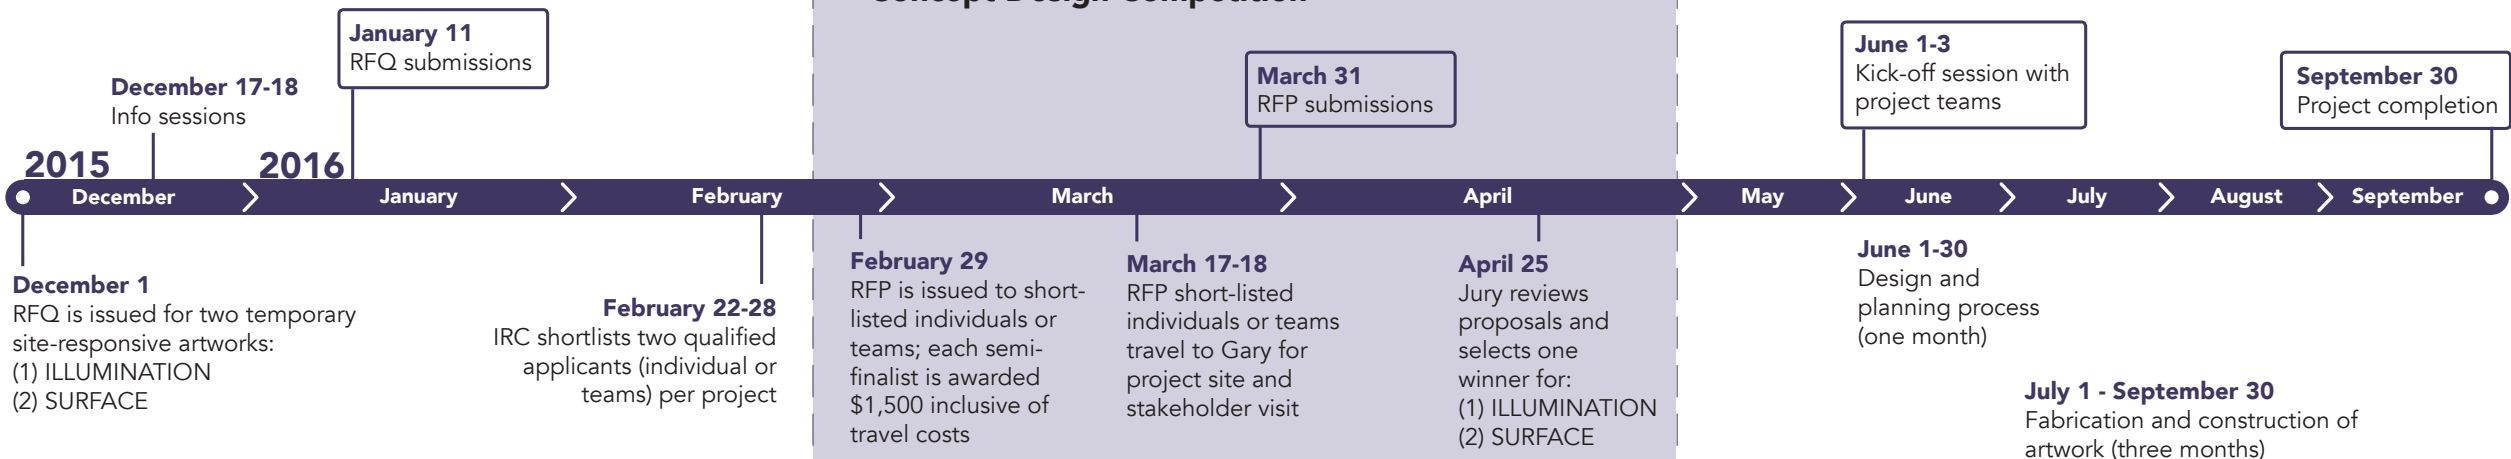 Concept Design Competition
January 11
RFQ submissions
December 17-18
Info sessions
March 31
RFP submissions
June 1-3
Kick-off session with
project teams
September 30
Project completion
2015
2016
December
January
February
March
April
May
June
July
August
September
December 1
RFQ is issued for two temporary
site-responsive artworks:
(1) ILLUMINATION
(2) SURFACE
February 22-28
IRC shortlists two qualified
applicants (individual or
teams) per project
February 29
RFP is issued to short-
listed individuals or
teams; each semi-
finalist is awarded
$1,500 inclusive of
travel costs
March 17-18
RFP short-listed
individuals or teams
travel to Gary for
project site and
stakeholder visit
April 25
Jury reviews
proposals and
selects one
winner for:
(1) ILLUMINATION
(2) SURFACE
June 1-30
Design and
planning process
(one month)
July 1 - September 30
Fabrication and construction of
artwork (three months)